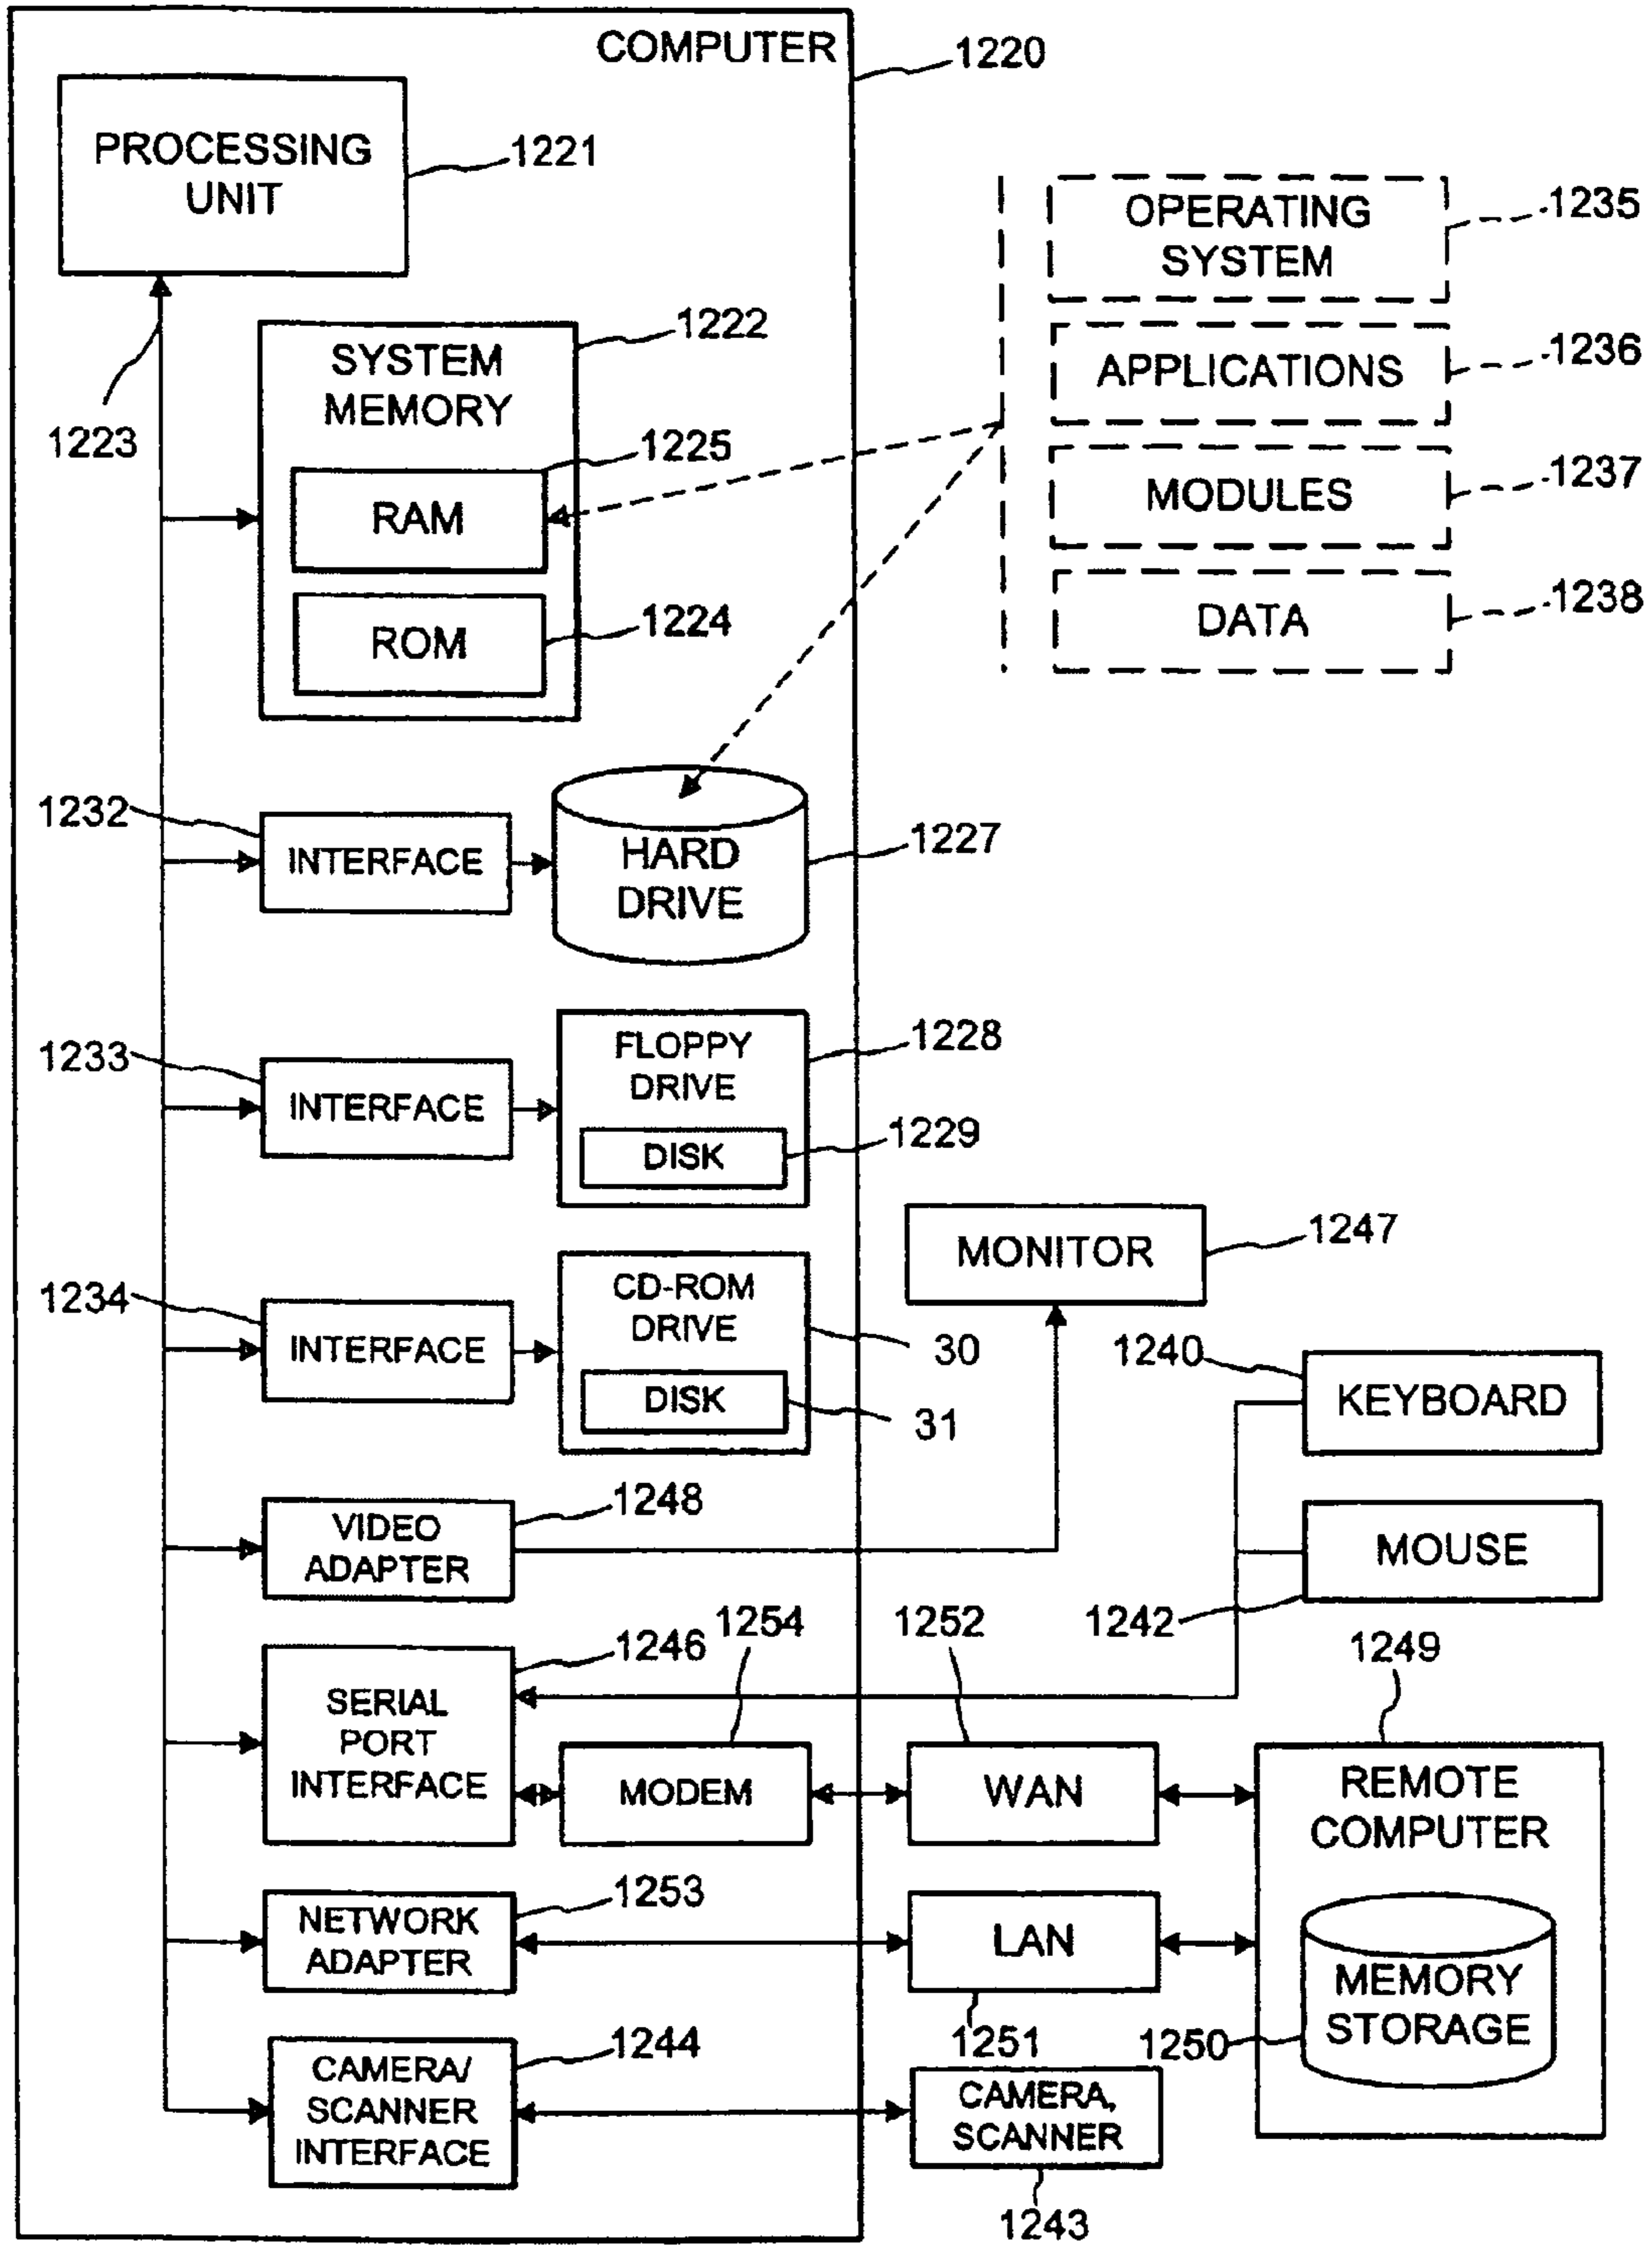 COMPUTER
1220
PROCESSING
UNIT
1221
1223
SYSTEM
MEMORY
1222
RAM
1225
ROM
1224
OPERATING
SYSTEM
1235
APPLICATIONS
1236
MODULES
1237
DATA
1238
1232
INTERFACE
HARD
DRIVE
1227
1233
INTERFACE
FLOPPY
DRIVE
1228
DISK
1229
1234
INTERFACE
CD-ROM
DRIVE
30
DISK
31
MONITOR
1247
1240
KEYBOARD
MOUSE
1242
VIDEO
ADAPTER
1248
SERIAL
PORT
INTERFACE
1246
MODEM
1254
WAN
1252
1249
REMOTE
COMPUTER
MEMORY
STORAGE
1250
NETWORK
ADAPTER
1253
LAN
1251
CAMERA/
SCANNER
INTERFACE
1244
CAMERA,
SCANNER
1243